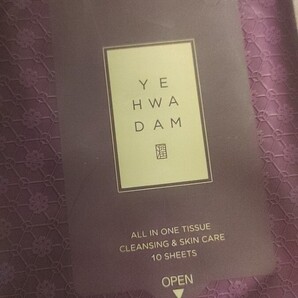 YE
HWA
DAM
ALL IN ONE TISSUE
CLEANSING & SKIN CARE
10 SHEETS
OPEN